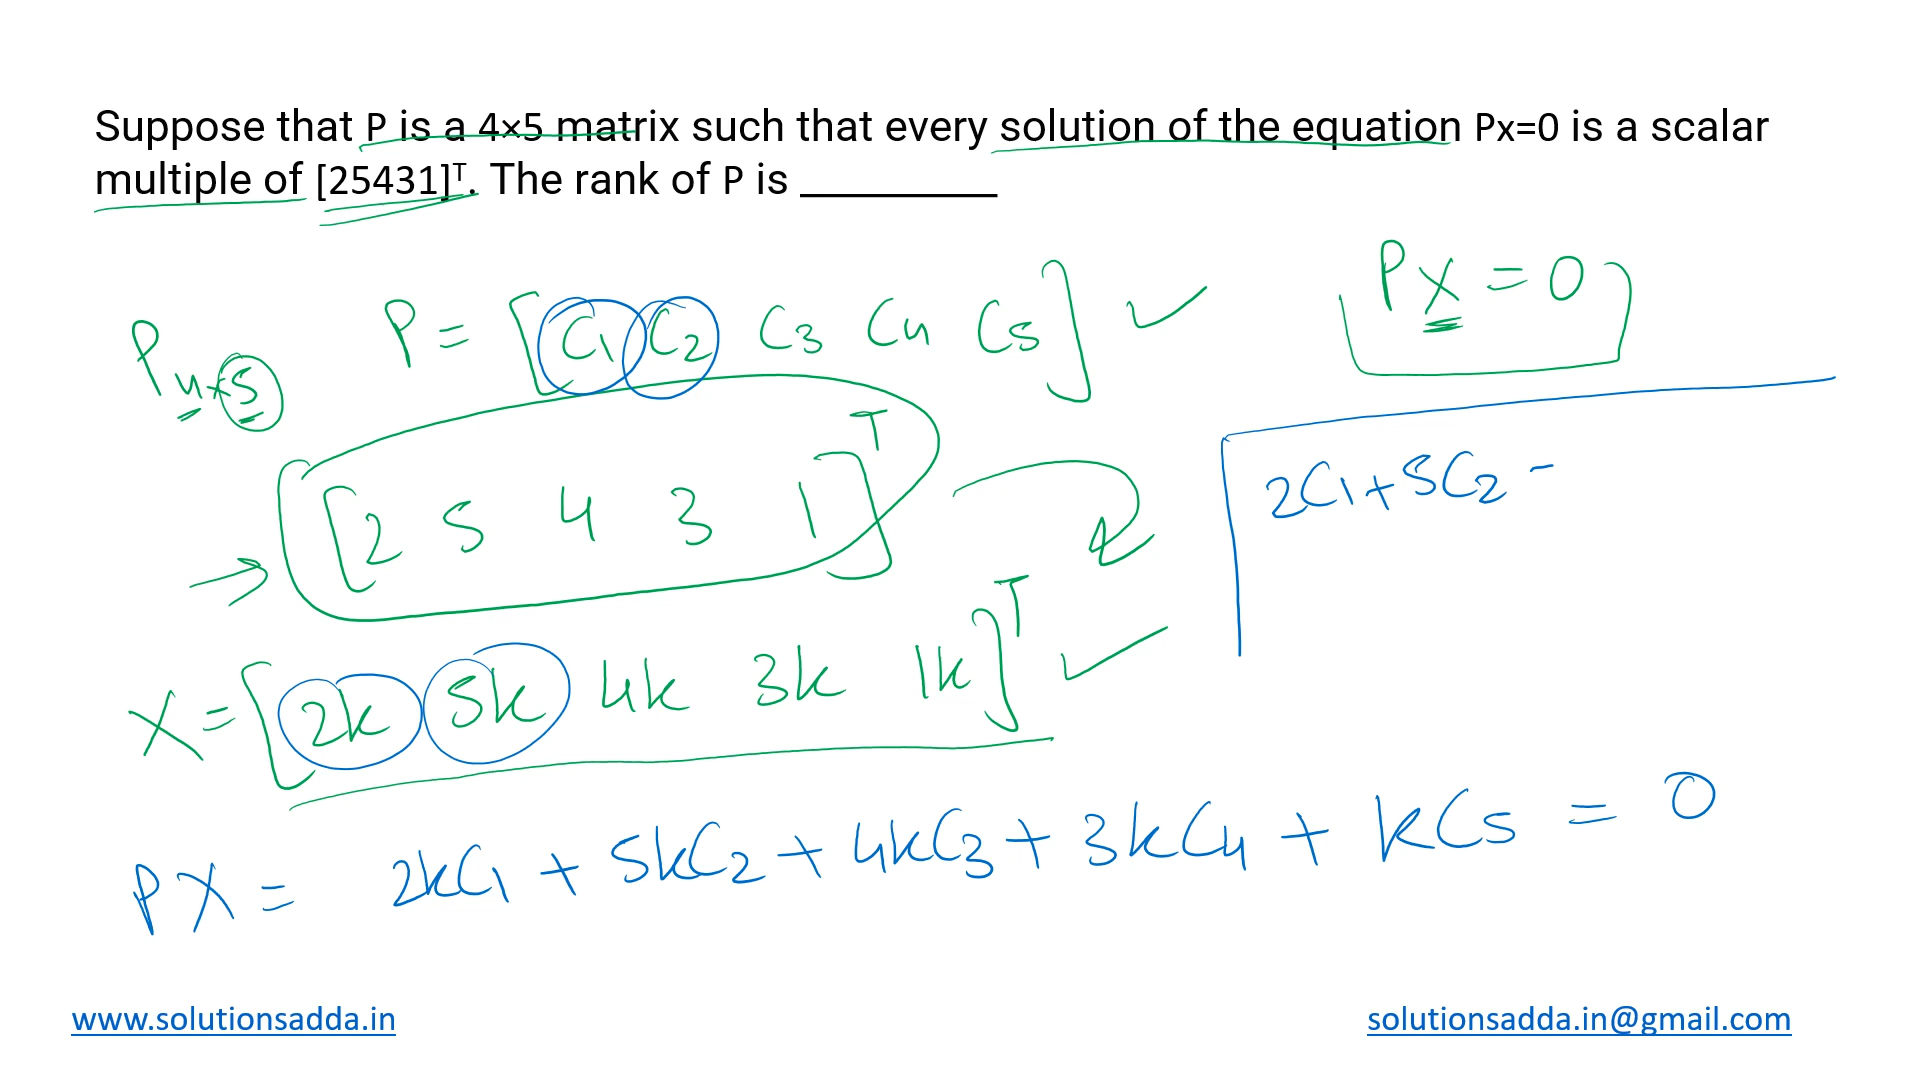 Suppose that P is a 4×5 matrix such that every solution of the equation Px=0 is a scalar
multiple of [25431]ᵀ. The rank of P is __________
PX = 0
P4×5 P = [C1 C2 C3 C4 C5]
[2 5 4 3 1]ᵀ
2C1 + 5C2 -
X = [2k 5k 4k 3k 1k]ᵀ
PX = 2kC1 + 5kC2 + 4kC3 + 3kC4 + kC5 = 0
www.solutionsadda.in
solutionsadda.in@gmail.com